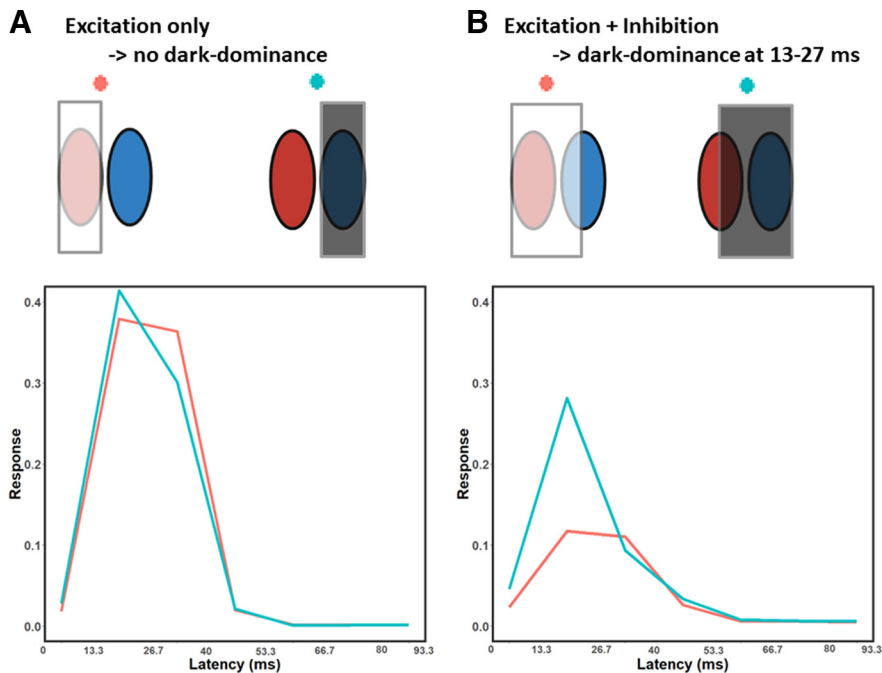 A
Excitation only
-> no dark-dominance
0.4
0.3
0.2
0.1
0.0
Response
0
13.3
26.7
40
53.3
66.7
80
93.3
Latency (ms)
B
Excitation + Inhibition
-> dark-dominance at 13-27 ms
0.4
0.3
0.2
0.1
0.0
Response
0
13.3
26.7
40
53.3
66.7
80
93.3
Latency (ms)